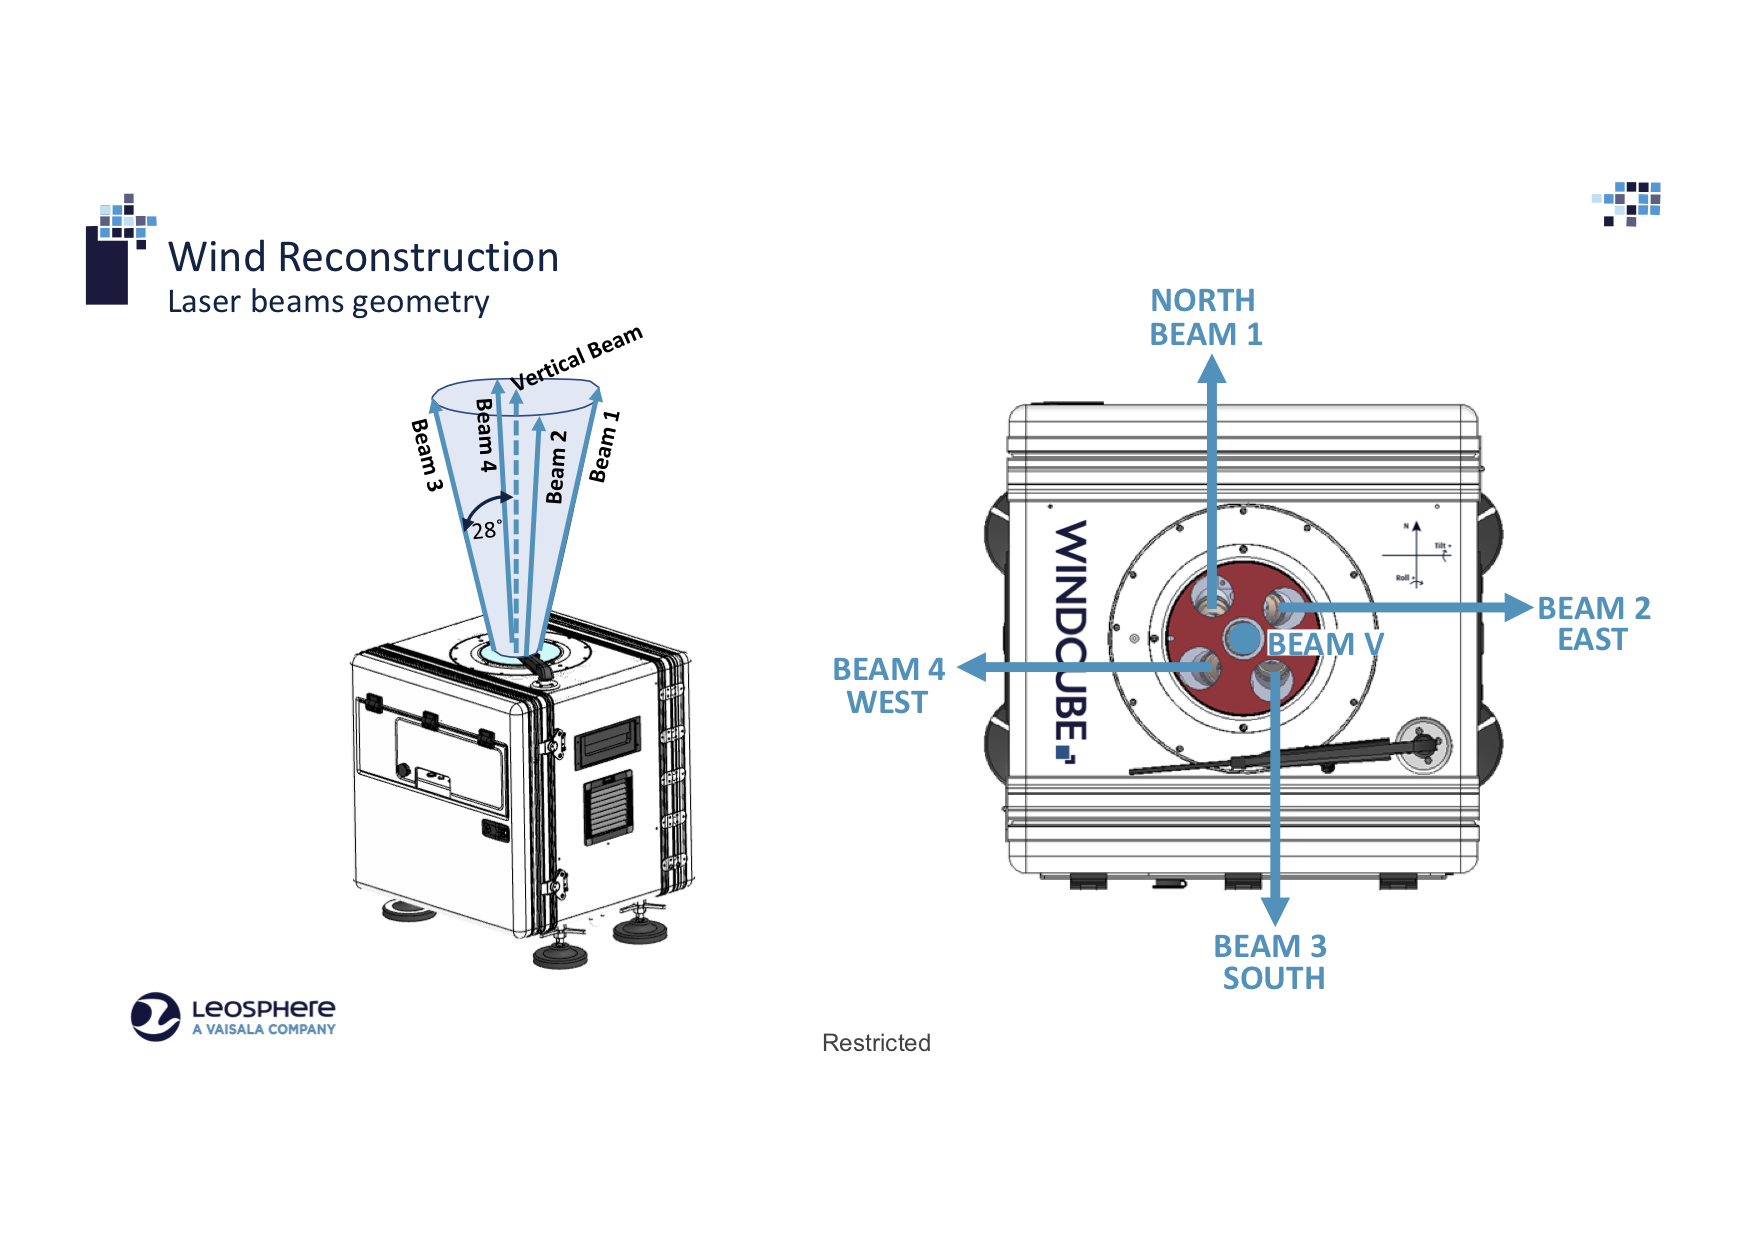 Wind Reconstruction
Laser beams geometry
Vertical Beam
Beam 3
Beam 4
Beam 2
Beam 1
28°
NORTH
BEAM 1
WINDCUBE
N
Tilt +
Roll +
BEAM 2
EAST
BEAM V
BEAM 4
WEST
BEAM 3
SOUTH
LEOSPHERE
A VAISALA COMPANY
Restricted